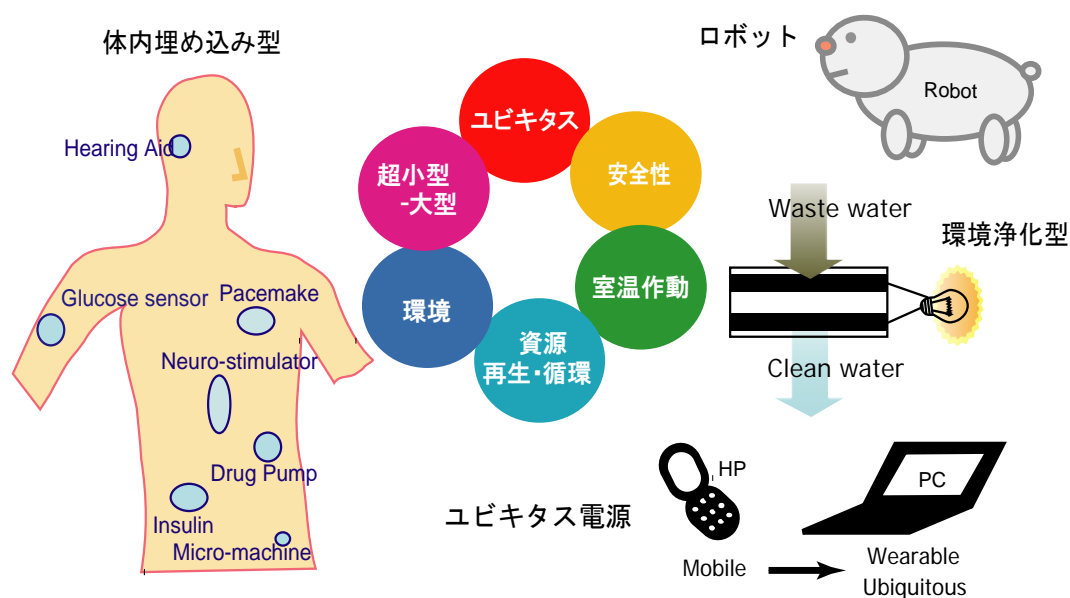 体内埋め込み型
Hearing Aid
Glucose sensor
Pacemake
Neuro-stimulator
Drug Pump
Insulin
Micro-machine
ユビキタス
安全性
室温作動
資源
再生・循環
環境
超小型
-大型
ロボット
Robot
Waste water
環境浄化型
Clean water
ユビキタス電源
HP
PC
Mobile
Wearable
Ubiquitous